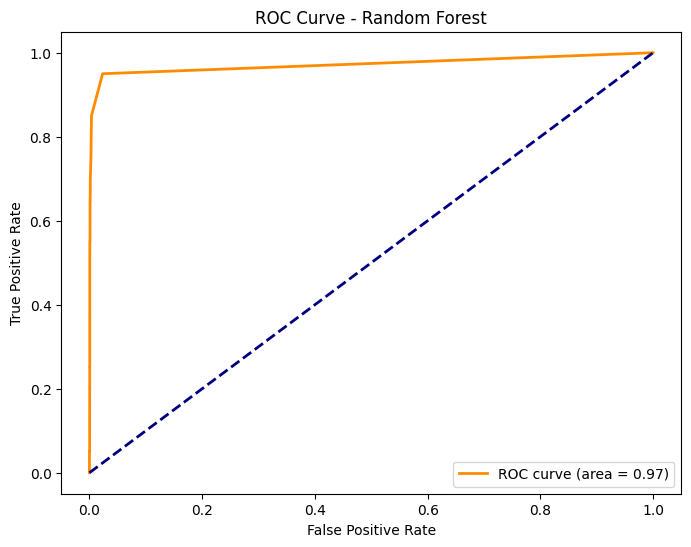 ROC Curve - Random Forest
True Positive Rate
1.0
0.8
0.6
0.4
0.2
0.0
ROC curve (area = 0.97)
0.0 0.2 0.4 0.6 0.8 1.0
False Positive Rate